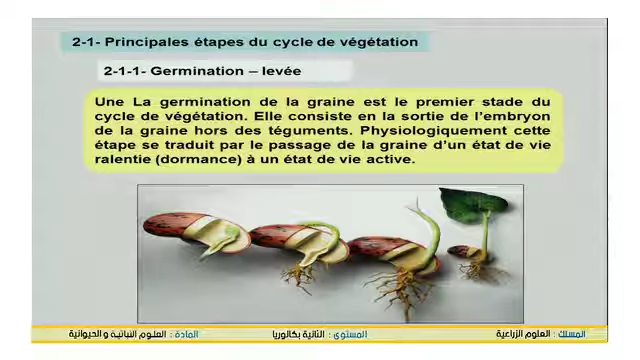 2-1- Principales étapes du cycle de végétation
2-1-1- Germination – levée
Une La germination de la graine est le premier stade du
cycle de végétation. Elle consiste en la sortie de l'embryon
de la graine hors des téguments. Physiologiquement cette
étape se traduit par le passage de la graine d'un état de vie
ralentie (dormance) à un état de vie active.
المسلك : العلوم الزراعية
المستوى : الثانية بكالوريا
المادة : العلوم النباتية و الحيوانية